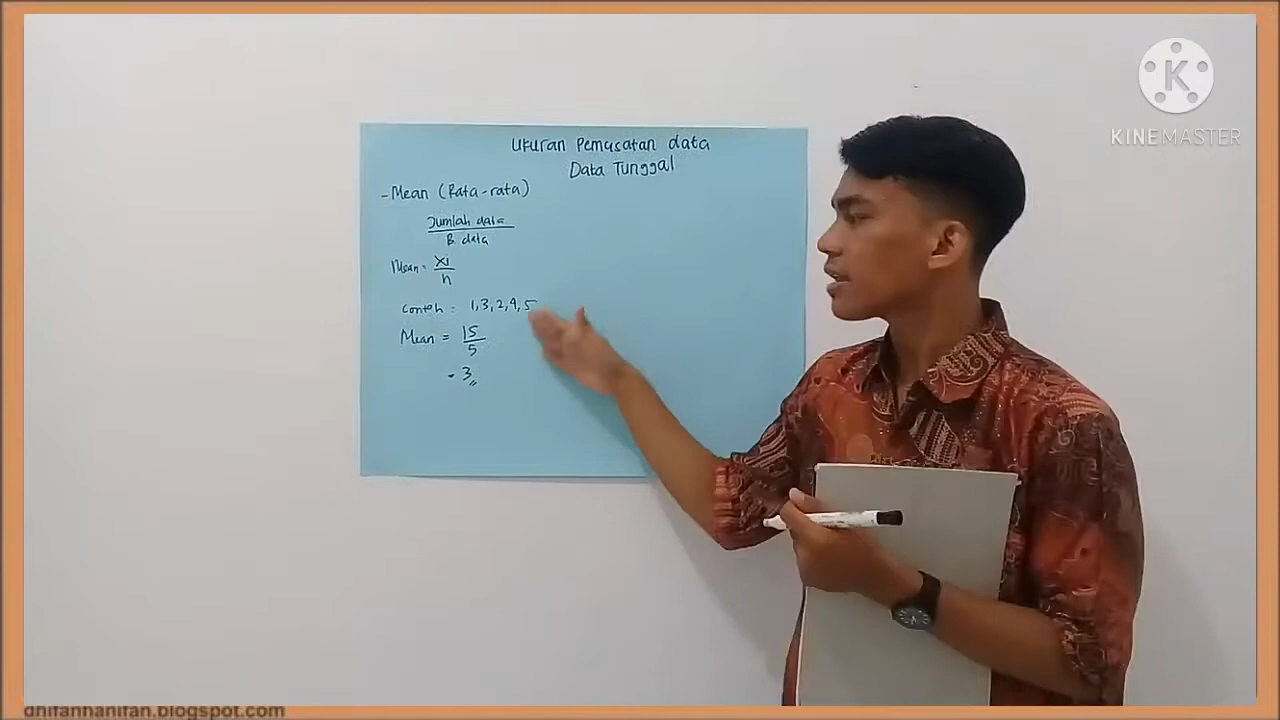 Ukuran Pemusatan data
Data Tunggal
- Mean (Rata-rata)
Jumlah data
B. data
Mean = xi
n
Contoh : 1, 3, 2, 4, 5
Mean = 15
5
= 3,,
KINEMASTER
dhifanhanifan.blogspot.com